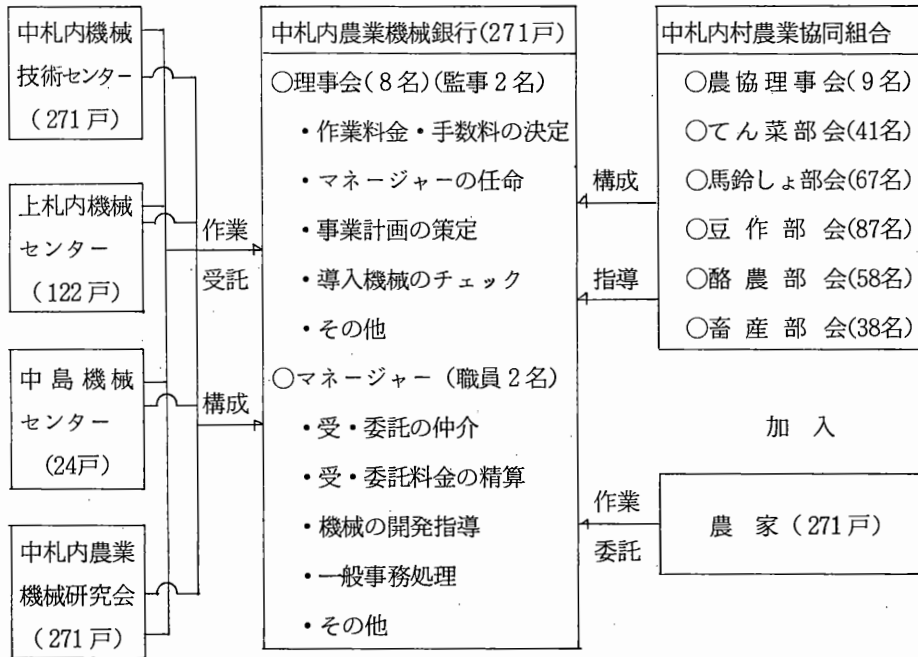 中札内機械
技術センター
(271戸)
上札内機械
センター
(122戸)
中島機械
センター
(24戸)
中札内農業
機械研究会
(271戸)
作業
受託
構成
中札内農業機械銀行(271戸)
○理事会(8名)(監事2名)
・作業料金・手数料の決定
・マネージャーの任命
・事業計画の策定
・導入機械のチェック
・その他
○マネージャー(職員2名)
・受・委託の仲介
・受・委託料金の精算
・機械の開発指導
・一般事務処理
・その他
構成
指導
作業
委託
中札内村農業協同組合
○農協理事会(9名)
○てん菜部会(41名)
○馬鈴しょ部会(67名)
○豆作部会(87名)
○酪農部会(58名)
○畜産部会(38名)
加入
農家(271戸)